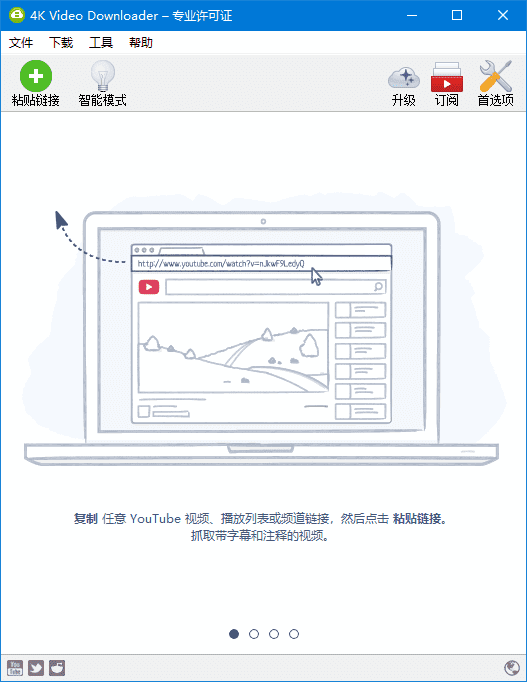 4K Video Downloader – 专业许可证
文件 下载 工具 帮助
粘贴链接 智能模式 升级 订阅 首选项
http://www.youtube.com/watch?v=nJkwF9LedyQ
复制 任意 YouTube 视频、播放列表或频道链接，然后点击 粘贴链接。
抓取带字幕和注释的视频。
You
Tube